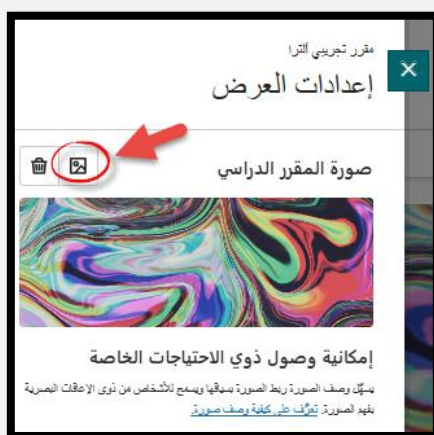 مقرر تجريبي ألترا
إعدادات العرض
صورة المقرر الدراسي
إمكانية وصول ذوي الاحتياجات الخاصة
يسهّل وصف الصورة ربط الصورة بسياقها ويسمح للأشخاص من ذوي الإعاقات البصرية
بفهم الصورة. تعرَّف على كيفية وصف صورة.